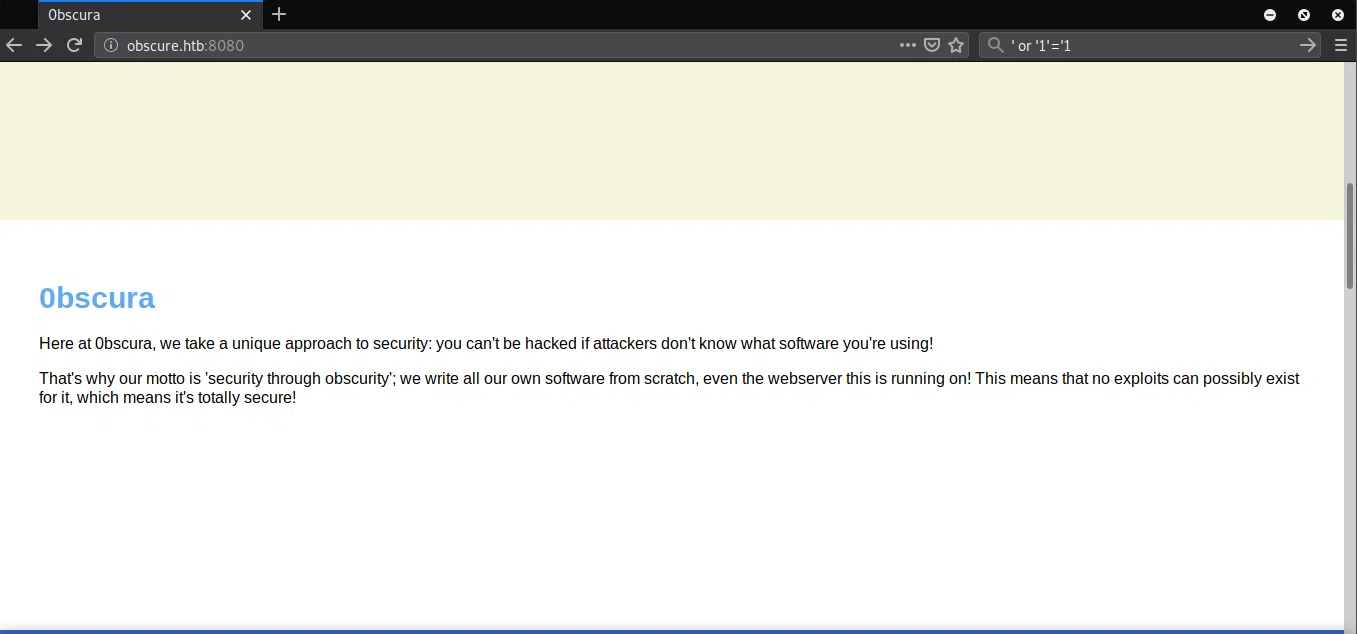 0bscura
obscure.htb:8080
' or '1'='1
0bscura
Here at 0bscura, we take a unique approach to security: you can't be hacked if attackers don't know what software you're using!
That's why our motto is 'security through obscurity'; we write all our own software from scratch, even the webserver this is running on! This means that no exploits can possibly exist
for it, which means it's totally secure!